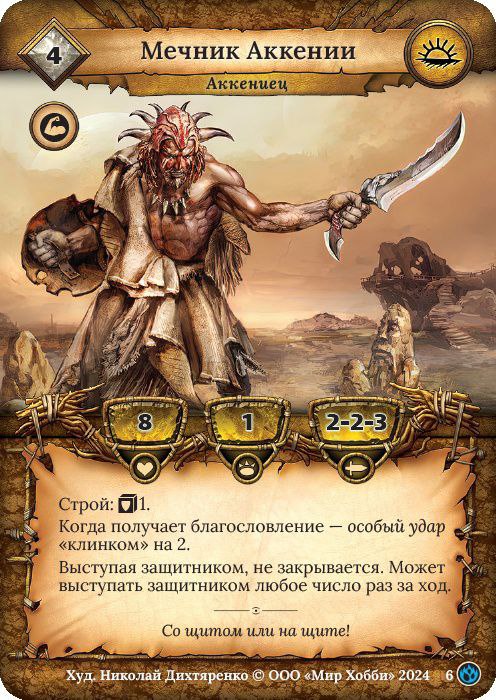 4
Мечник Аккении
Аккениец
8
1
2-2-3
Строй: 1.
Когда получает благословление — особый удар
«клинком» на 2.
Выступая защитником, не закрывается. Может
выступать защитником любое число раз за ход.
Со щитом или на щите!
Худ. Николай Дихтяренко © ООО «Мир Хобби» 2024 6